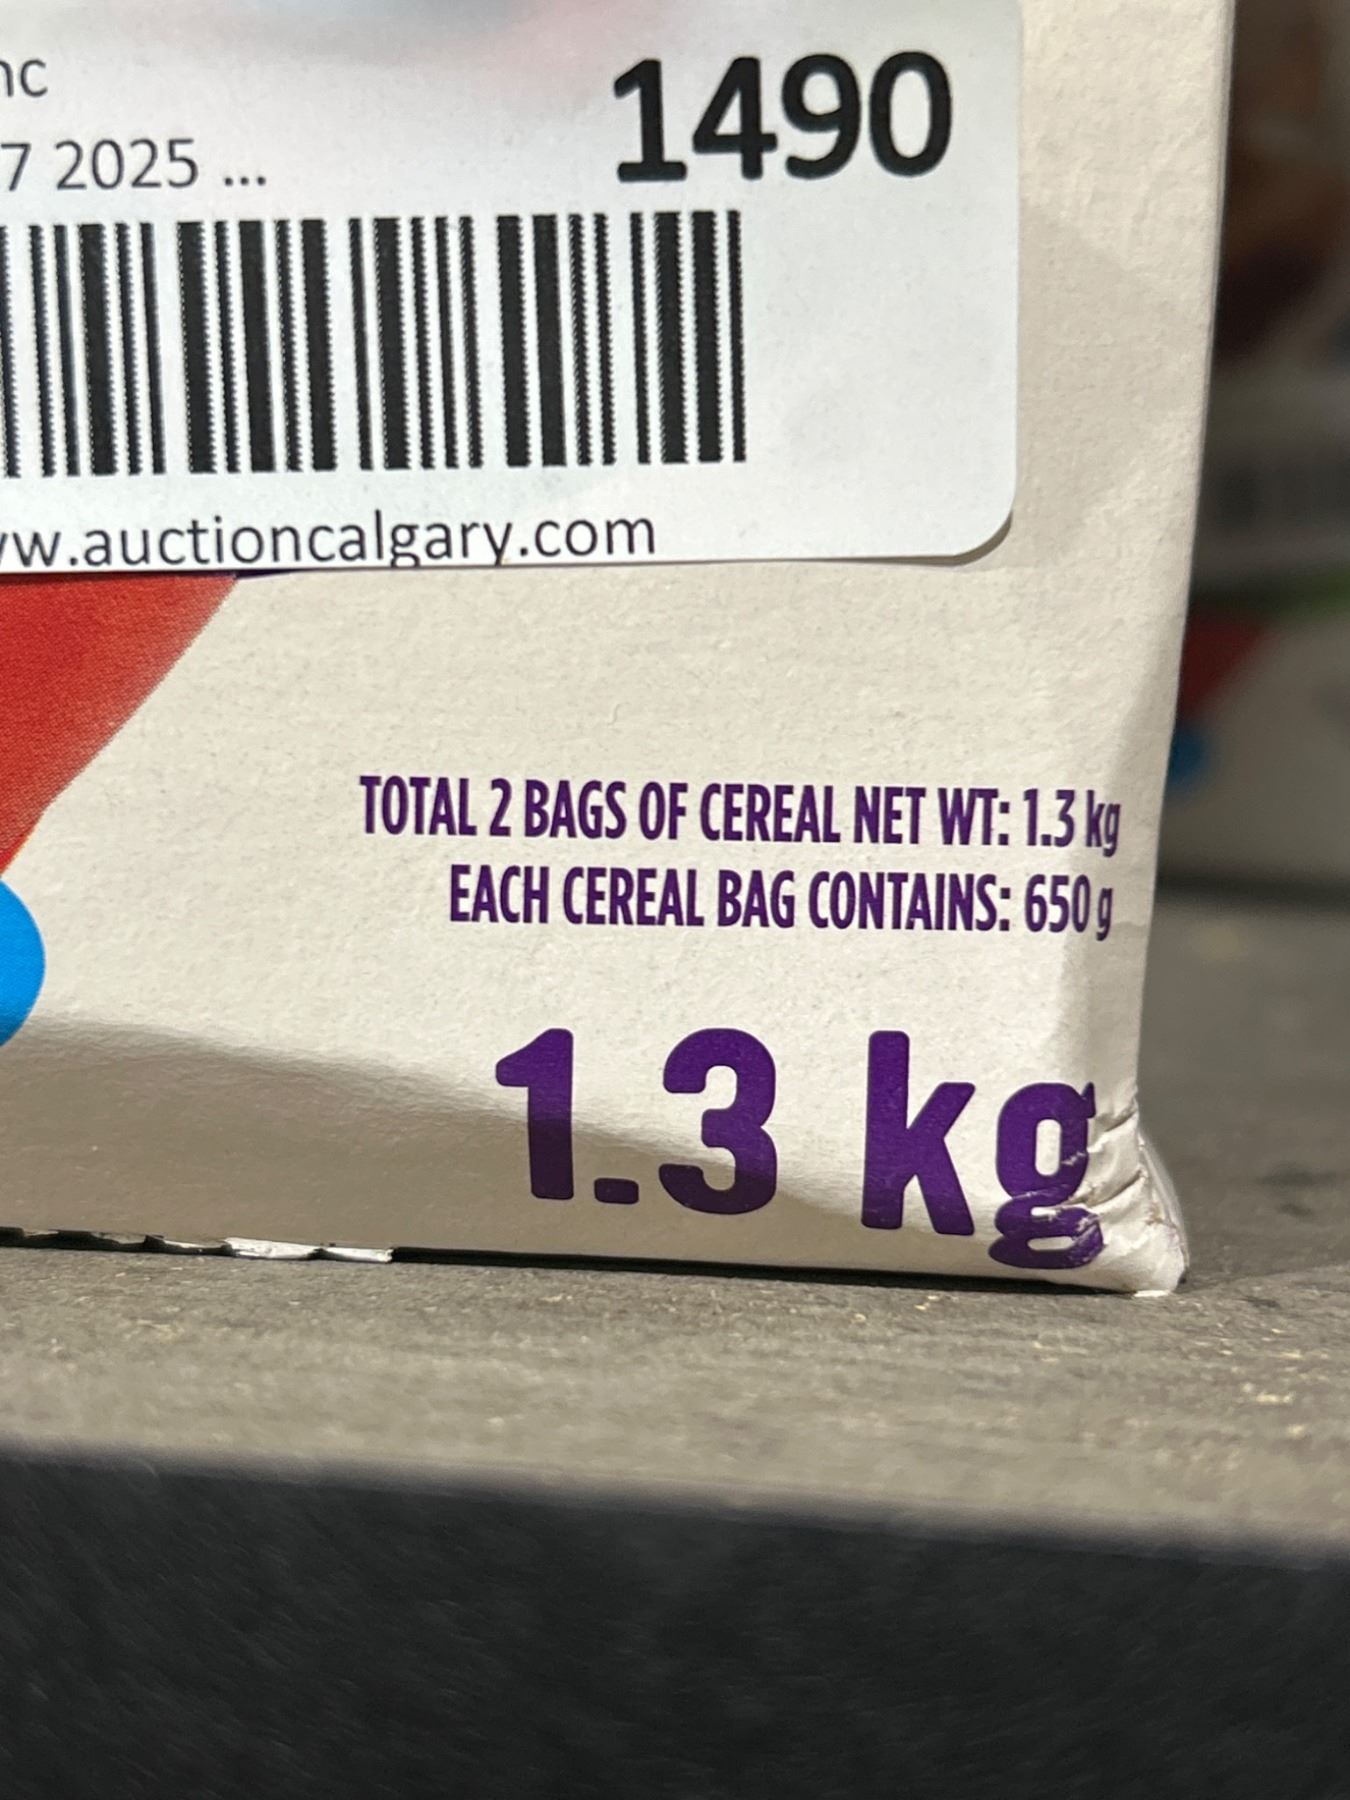 nc
1490
7 2025 ...
w.auctioncalgary.com
TOTAL 2 BAGS OF CEREAL NET WT: 1.3 kg
EACH CEREAL BAG CONTAINS: 650 g
1.3 kg